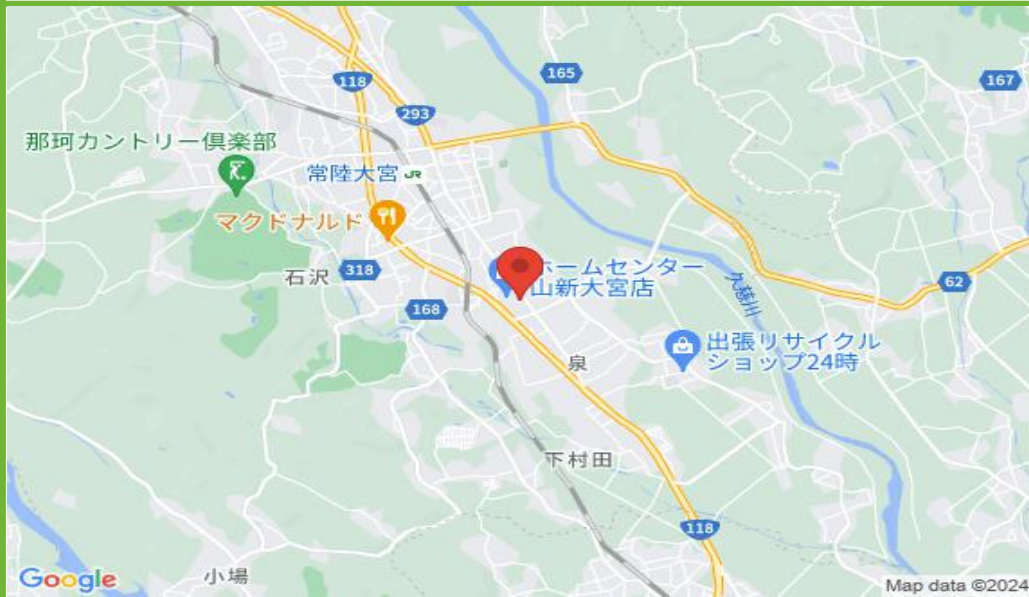 165
167
118
293
那珂カントリー倶楽部
常陸大宮 JR
マクドナルド
石沢
318
ホームセンター
山新大宮店
62
久慈川
168
出張リサイクル
ショップ24時
泉
下村田
118
小場
Google
Map data ©2024